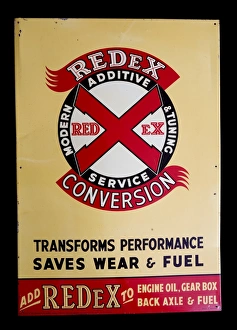 REDEX
ADDITIVE
MODERN
& TUNING
RED EX
SERVICE
CONVERSION
TRANSFORMS PERFORMANCE
SAVES WEAR & FUEL
ADD REDEX TO
ENGINE OIL, GEAR BOX
BACK AXLE & FUEL